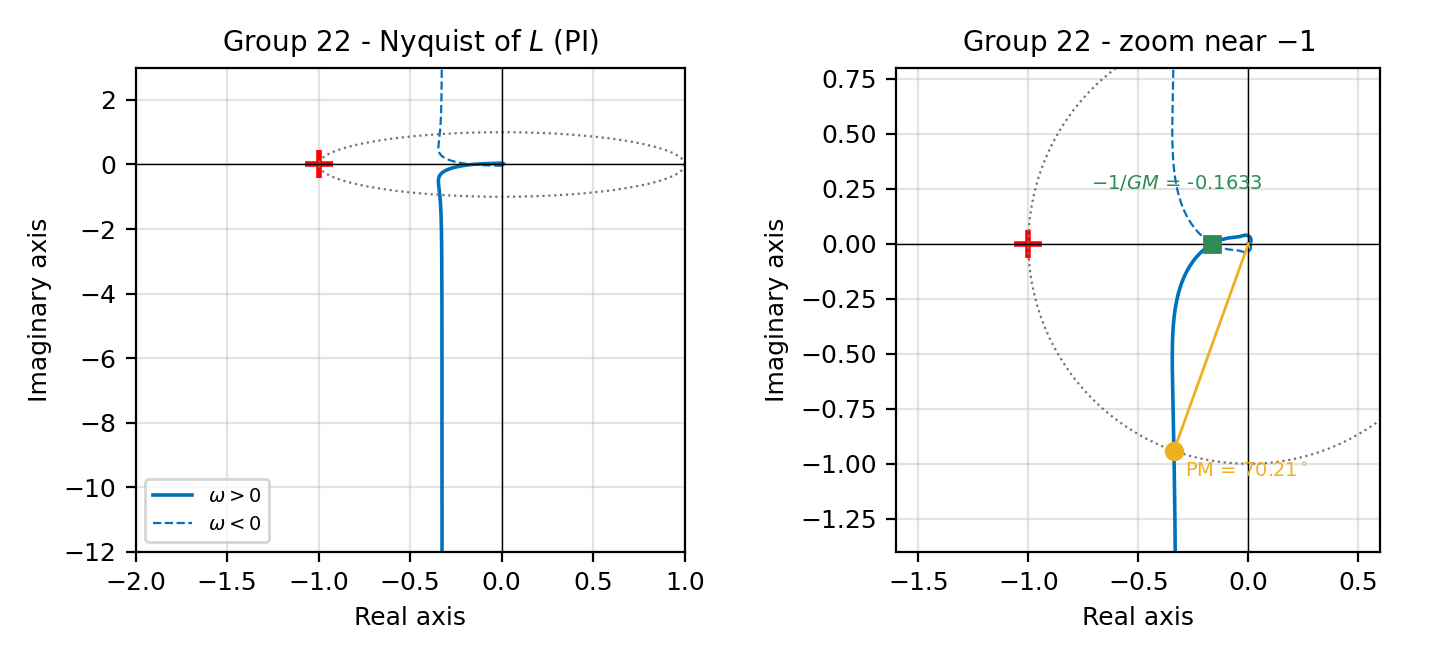 Group 22 - Nyquist of L (PI)
Imaginary axis
2
0
−2
−4
−6
−8
−10
−12
ω > 0
ω < 0
−2.0 −1.5 −1.0 −0.5 0.0 0.5 1.0
Real axis
Group 22 - zoom near −1
Imaginary axis
0.75
0.50
0.25
0.00
−0.25
−0.50
−0.75
−1.00
−1.25
−1/GM = -0.1633
PM = 70.21°
−1.5 −1.0 −0.5 0.0 0.5
Real axis